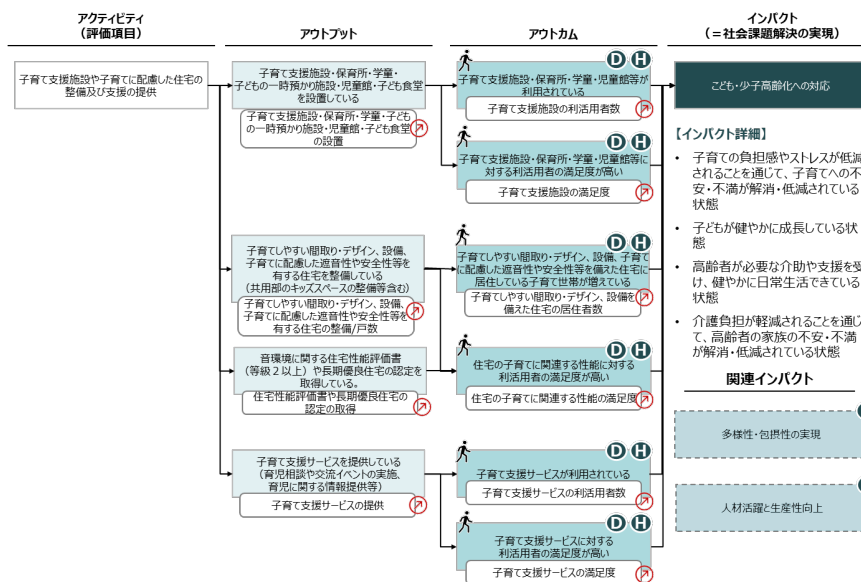 アクティビティ
（評価項目）
アウトプット
アウトカム
インパクト
（＝社会課題解決の実現）
子育て支援施設や子育てに配慮した住宅の
整備及び支援の提供
子育て支援施設・保育所・学童・
子どもの一時預かり施設・児童館・子ども食堂
を設置している
子育て支援施設・保育所・学童・子ども
の一時預かり施設・児童館・子ども食堂
の設置
子育てしやすい間取り・デザイン、設備、
子育てに配慮した遮音性や安全性等を
有する住宅を整備している
（共用部のキッズスペースの整備等含む）
子育てしやすい間取り・デザイン、設備、
子育てに配慮した遮音性や安全性等を
有する住宅の整備/戸数
音環境に関する住宅性能評価書
（等級２以上）や長期優良住宅の認定を
取得している。
住宅性能評価書や長期優良住宅の
認定の取得
子育て支援サービスを提供している
（育児相談や交流イベントの実施、
育児に関する情報提供等）
子育て支援サービスの提供
D H
子育て支援施設・保育所・学童・児童館等が
利用されている
子育て支援施設の利活用者数
D H
子育て支援施設・保育所・学童・児童館等に
対する利活用者の満足度が高い
子育て支援施設の満足度
D H
子育てしやすい間取り・デザイン、設備、子育て
に配慮した遮音性や安全性等を備えた住宅に
居住している子育て世帯が増えている
子育てしやすい間取り・デザイン、設備を
備えた住宅の居住者数
D H
住宅の子育てに関連する性能に対する
利活用者の満足度が高い
住宅の子育てに関連する性能の満足度
D H
子育て支援サービスが利用されている
子育て支援サービスの利活用者数
D H
子育て支援サービスに対する
利活用者の満足度が高い
子育て支援サービスの満足度
こども・少子高齢化への対応
【インパクト詳細】
• 子育ての負担感やストレスが低減
されることを通じて、子育てへの不
安・不満が解消・低減されている
状態
• 子どもが健やかに成長している状
態
• 高齢者が必要な介助や支援を受
け、健やかに日常生活できている
状態
• 介護負担が軽減されることを通じ
て、高齢者の家族の不安・不満
が解消・低減されている状態
関連インパクト
多様性・包摂性の実現
人材活躍と生産性向上